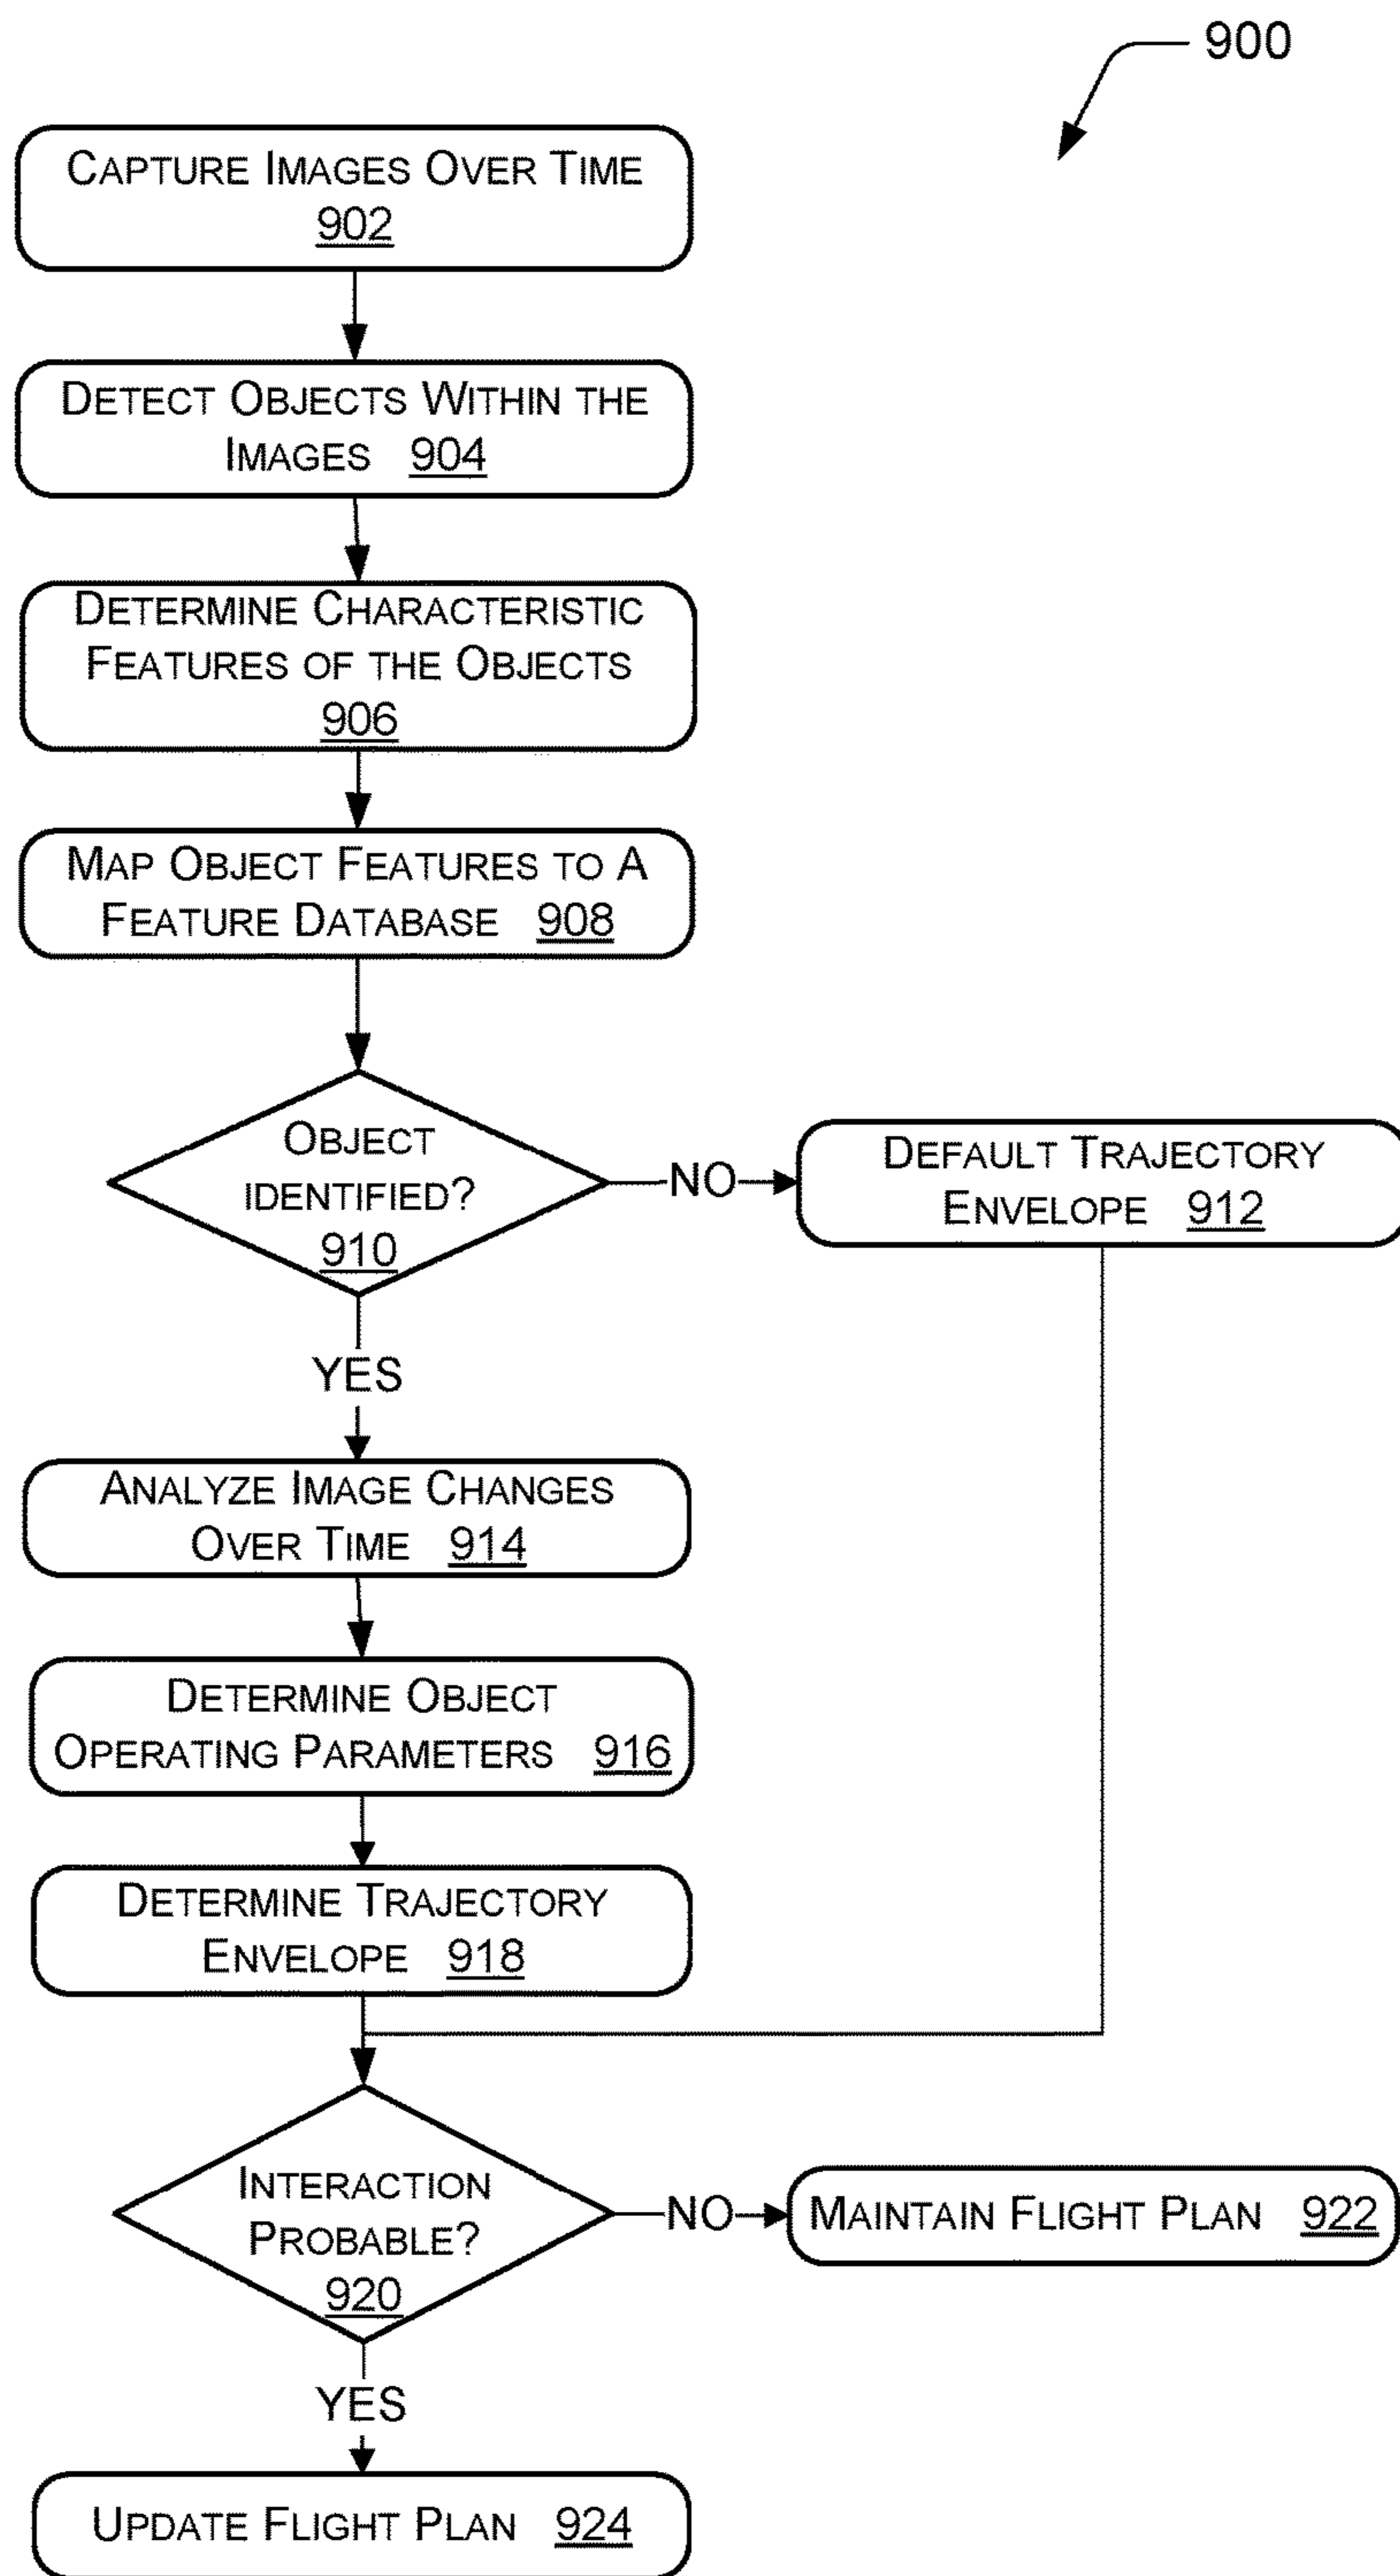 900
CAPTURE IMAGES OVER TIME
902
DETECT OBJECTS WITHIN THE
IMAGES 904
DETERMINE CHARACTERISTIC
FEATURES OF THE OBJECTS
906
MAP OBJECT FEATURES TO A
FEATURE DATABASE 908
OBJECT
IDENTIFIED?
910
NO
DEFAULT TRAJECTORY
ENVELOPE 912
YES
ANALYZE IMAGE CHANGES
OVER TIME 914
DETERMINE OBJECT
OPERATING PARAMETERS 916
DETERMINE TRAJECTORY
ENVELOPE 918
INTERACTION
PROBABLE?
920
NO
MAINTAIN FLIGHT PLAN 922
YES
UPDATE FLIGHT PLAN 924